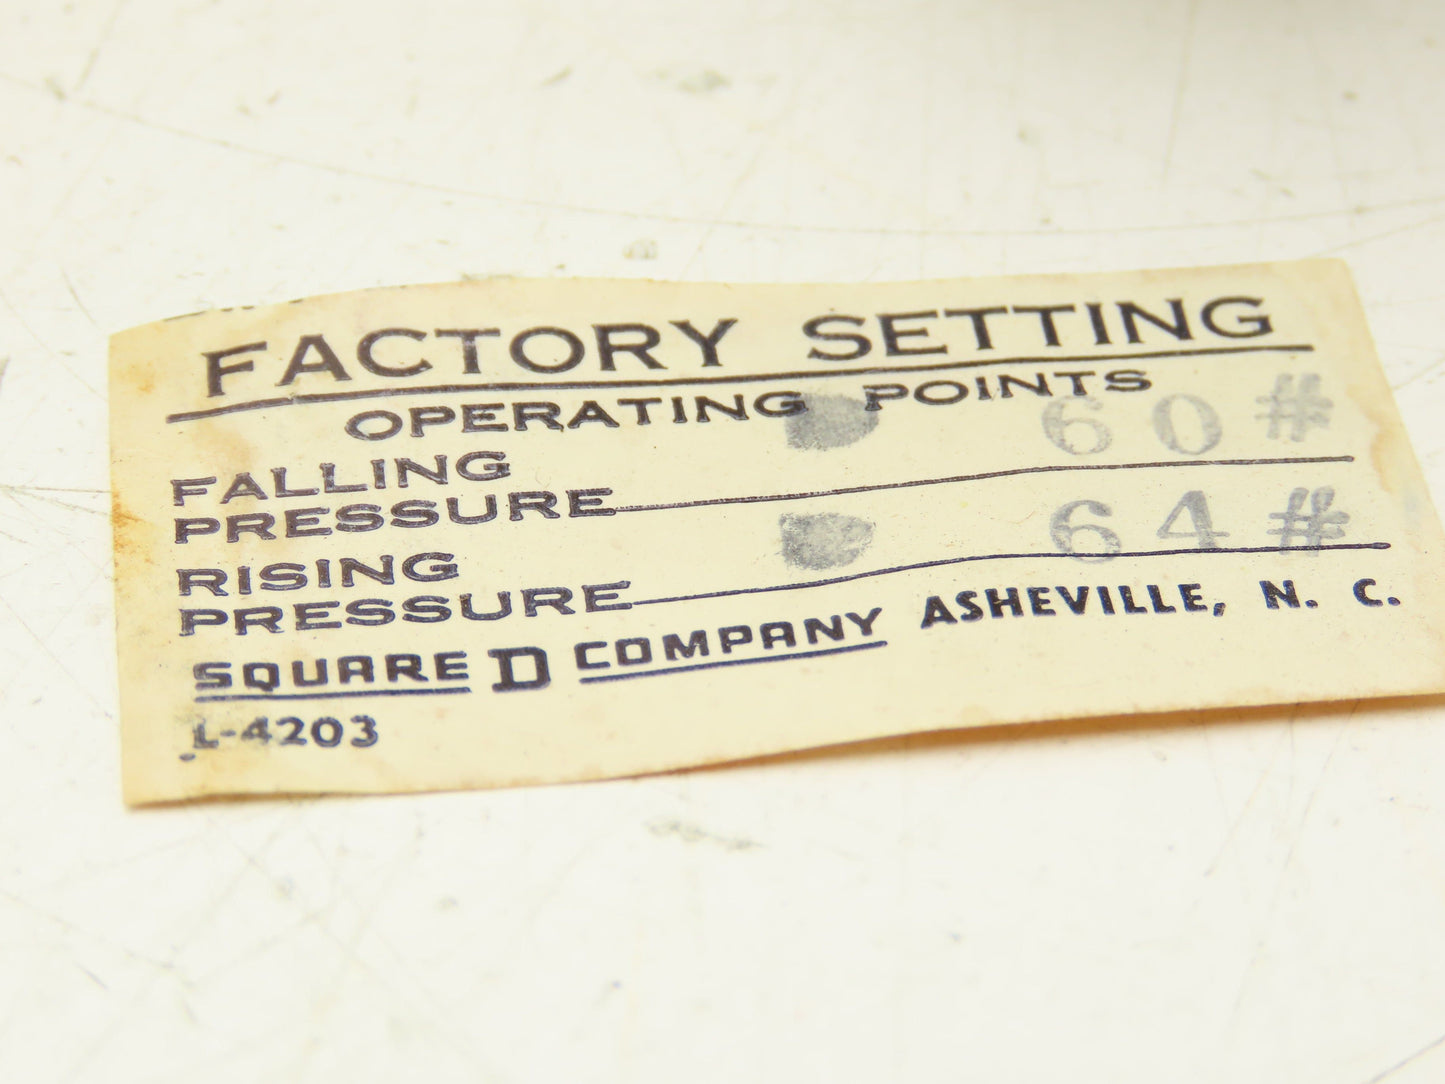 FACTORY SETTING
OPERATING POINTS
FALLING
PRESSURE 60#
RISING
PRESSURE 64#
SQUARE D COMPANY ASHEVILLE, N. C.
L-4203